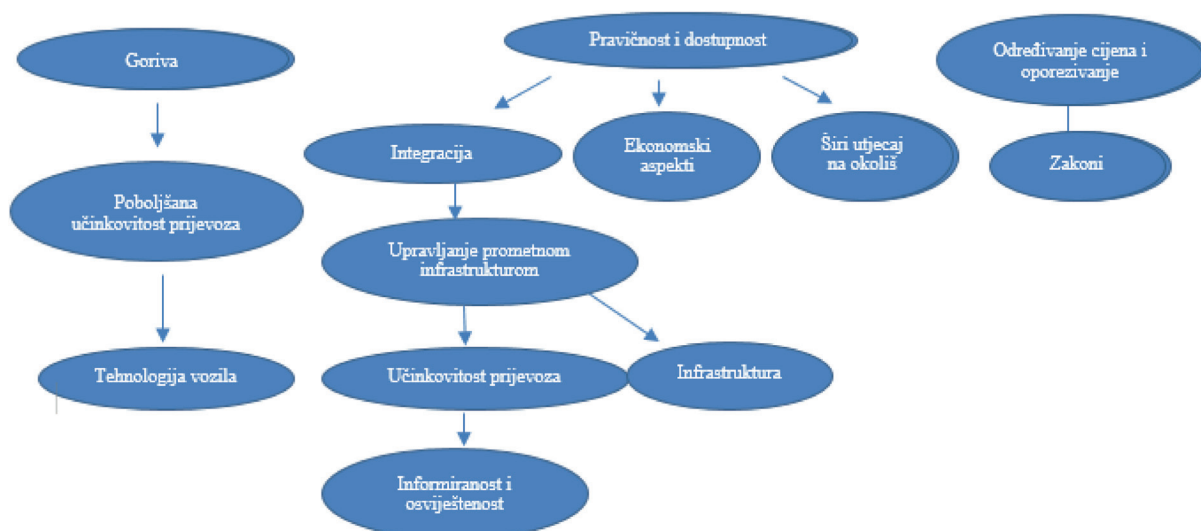 Goriva
Poboljšana
učinkovitost prijevoza
Tehnologija vozila
Pravičnost i dostupnost
Integracija
Ekonomski
aspekti
Širi utjecaj
na okoliš
Upravljanje prometnom
infrastrukturom
Učinkovitost prijevoza
Infrastruktura
Informiranost i
osviještenost
Određivanje cijena i
oporezivanje
Zakoni